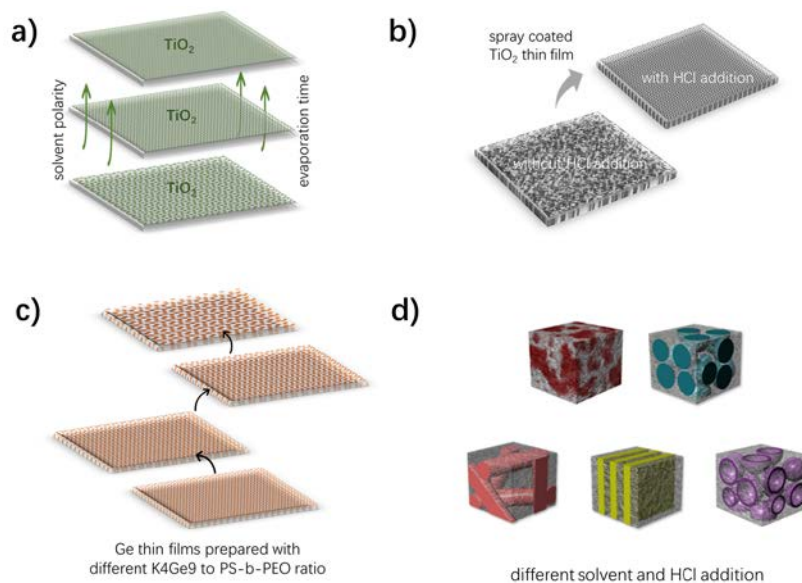 a)
TiO2
TiO2
TiO2
solvent polarity
evaporation time
b)
spray coated
TiO2 thin film
with HCl addition
without HCl addition
c)
Ge thin films prepared with
different K4Ge9 to PS-b-PEO ratio
d)
different solvent and HCl addition